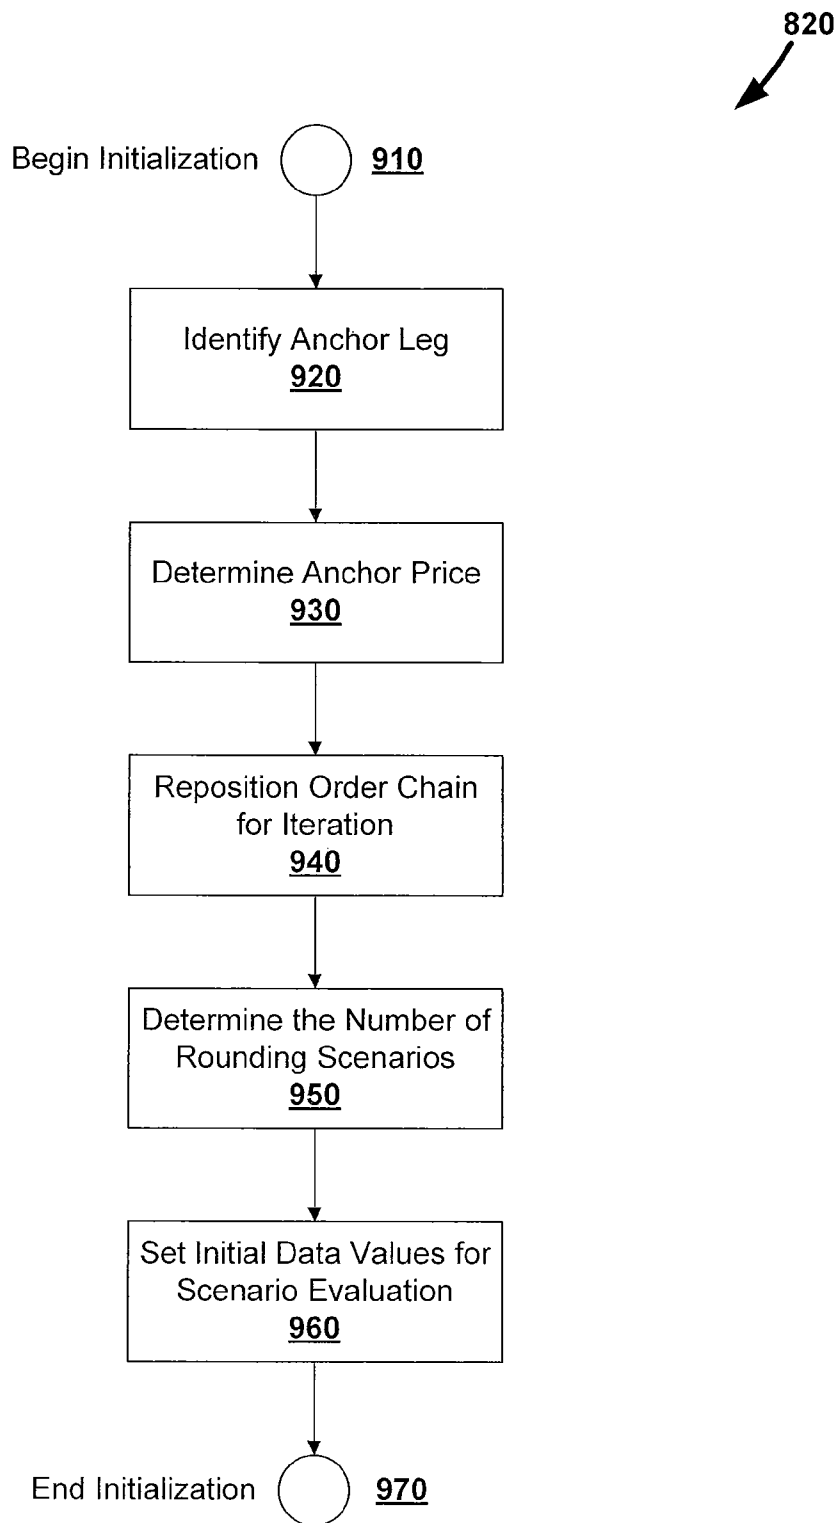 820
Begin Initialization 910
Identify Anchor Leg
920
Determine Anchor Price
930
Reposition Order Chain
for Iteration
940
Determine the Number of
Rounding Scenarios
950
Set Initial Data Values for
Scenario Evaluation
960
End Initialization 970